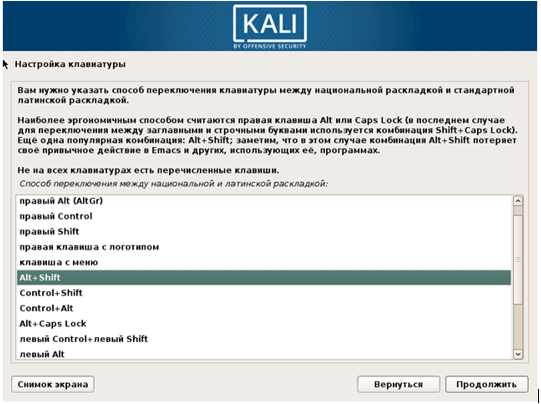 KALI
BY OFFENSIVE SECURITY
Настройка клавиатуры
Вам нужно указать способ переключения клавиатуры между национальной раскладкой и стандартной
латинской раскладкой.
Наиболее эргономичным способом считаются правая клавиша Alt или Caps Lock (в последнем случае
для переключения между заглавными и строчными буквами используется комбинация Shift+Caps Lock).
Ещё одна популярная комбинация: Alt+Shift; заметим, что в этом случае комбинация Alt+Shift потеряет
своё привычное действие в Emacs и других, использующих её, программах.
Не на всех клавиатурах есть перечисленные клавиши.
Способ переключения между национальной и латинской раскладкой:
правый Alt (AltGr)
правый Control
правый Shift
правая клавиша с логотипом
клавиша с меню
Alt+Shift
Control+Shift
Control+Alt
Alt+Caps Lock
левый Control+левый Shift
левый Alt
Снимок экрана
Вернуться
Продолжить